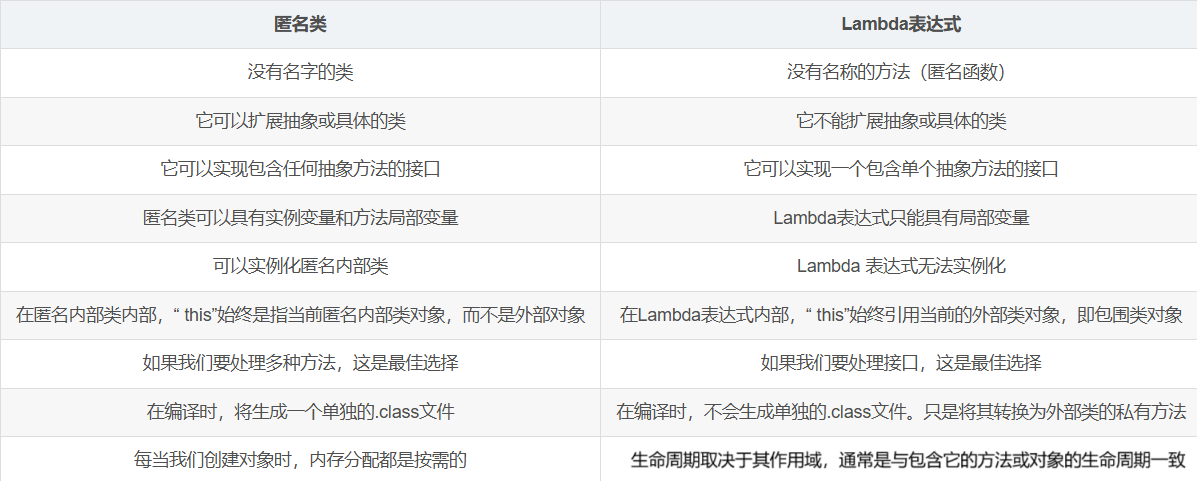 匿名类 Lambda表达式
没有名字的类 没有名称的方法（匿名函数）
它可以扩展抽象或具体的类 它不能扩展抽象或具体的类
它可以实现包含任何抽象方法的接口 它可以实现一个包含单个抽象方法的接口
匿名类可以具有实例变量和方法局部变量 Lambda表达式只能具有局部变量
可以实例化匿名内部类 Lambda 表达式无法实例化
在匿名内部类内部，“ this”始终是指当前匿名内部类对象，而不是外部对象 在Lambda表达式内部，“ this”始终引用当前的外部类对象，即包围类对象
如果我们要处理多种方法，这是最佳选择 如果我们要处理接口，这是最佳选择
在编译时，将生成一个单独的.class文件 在编译时，不会生成单独的.class文件。只是将其转换为外部类的私有方法
每当我们创建对象时，内存分配都是按需的 生命周期取决于其作用域，通常是与包含它的方法或对象的生命周期一致